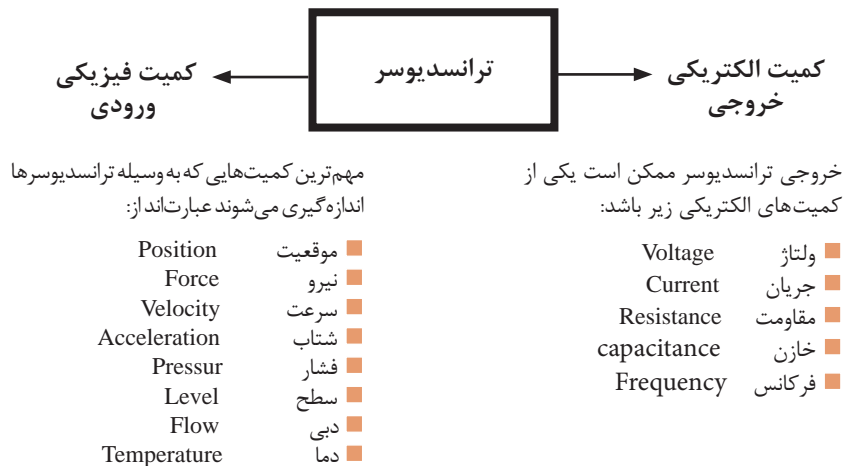 کمیت الکتریکی
خروجی
ترانسدیوسر
کمیت فیزیکی
ورودی
خروجی ترانسدیوسر ممکن است یکی از
کمیت‌های الکتریکی زیر باشد:
ولتاژ Voltage
جریان Current
مقاومت Resistance
خازن capacitance
فرکانس Frequency
مهم‌ترین کمیت‌هایی که به‌وسیله ترانسدیوسرها
اندازه‌گیری می‌شوند عبارت‌اند از:
موقعیت Position
نیرو Force
سرعت Velocity
شتاب Acceleration
فشار Pressur
سطح Level
دبی Flow
دما Temperature